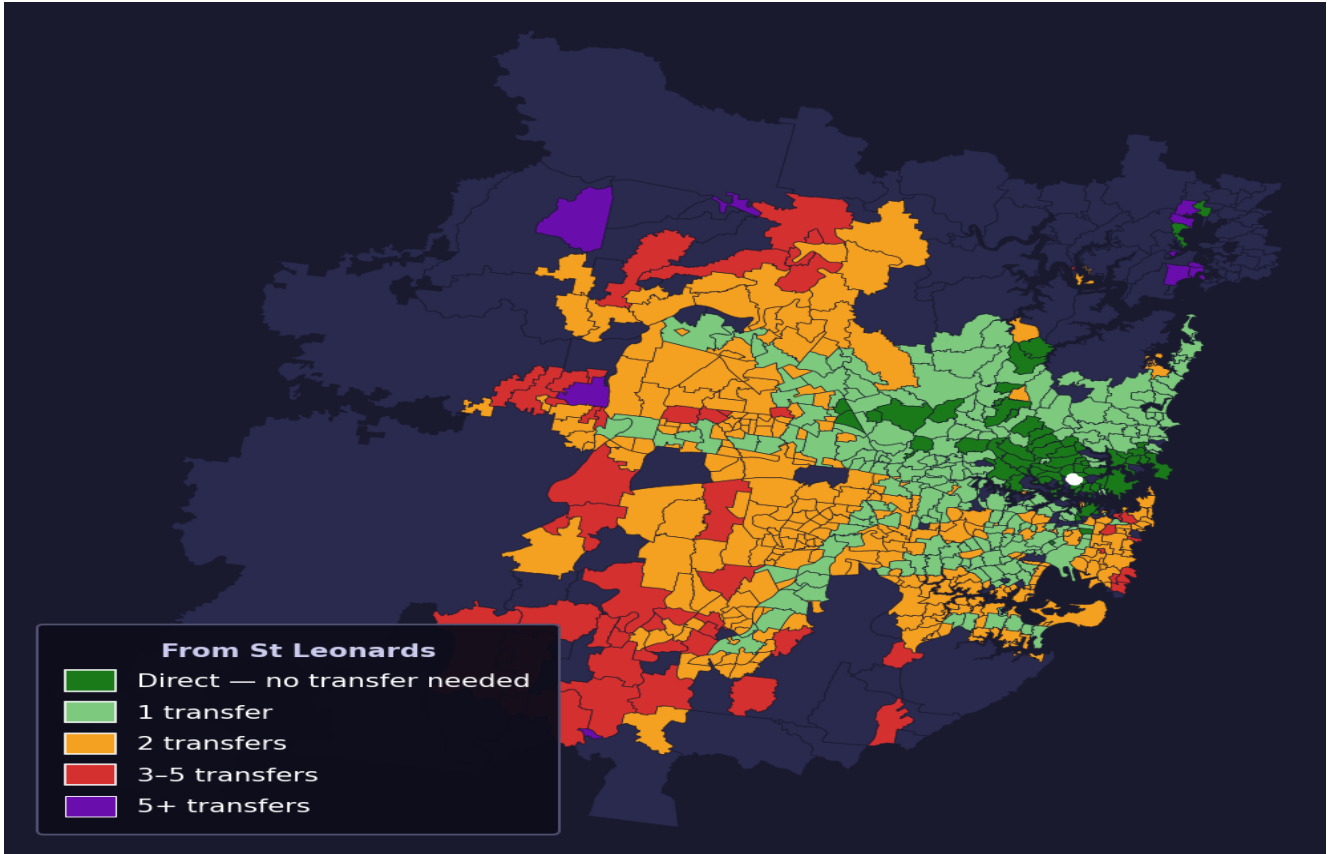 From St Leonards
Direct — no transfer needed
1 transfer
2 transfers
3–5 transfers
5+ transfers